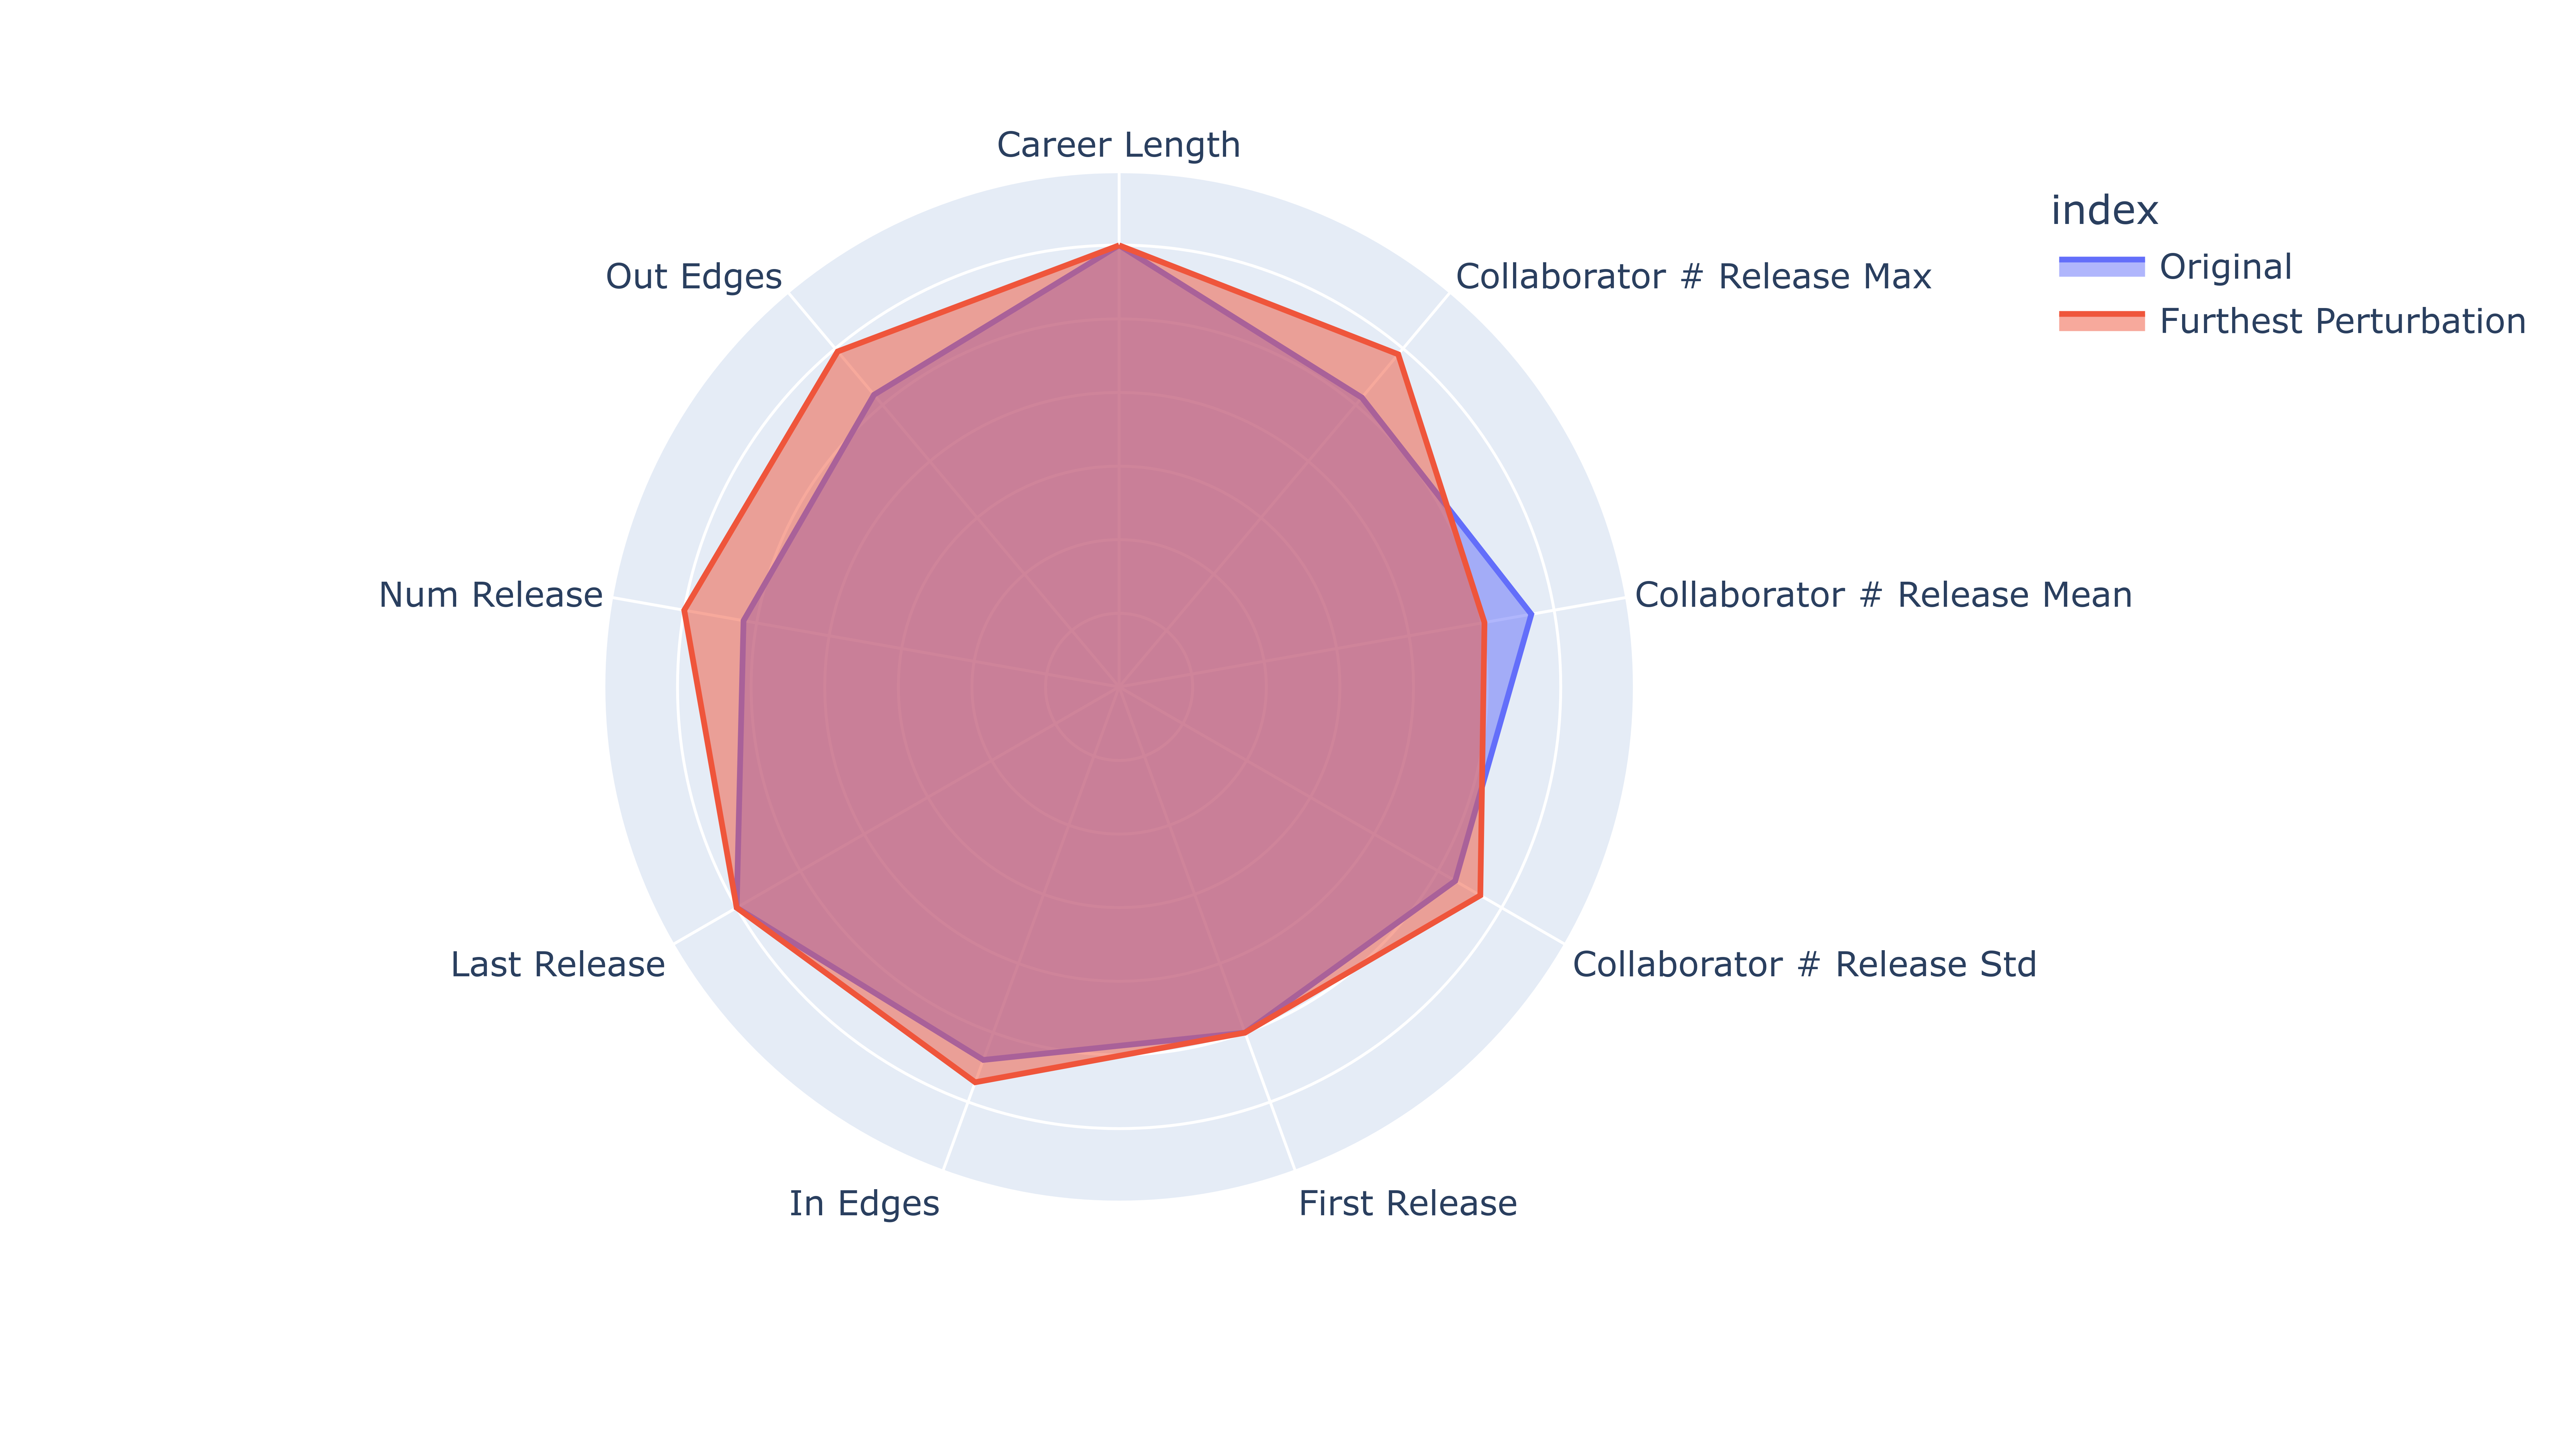 Career Length
Out Edges
Collaborator # Release Max
Num Release
Collaborator # Release Mean
Last Release
Collaborator # Release Std
In Edges
First Release
index
Original
Furthest Perturbation